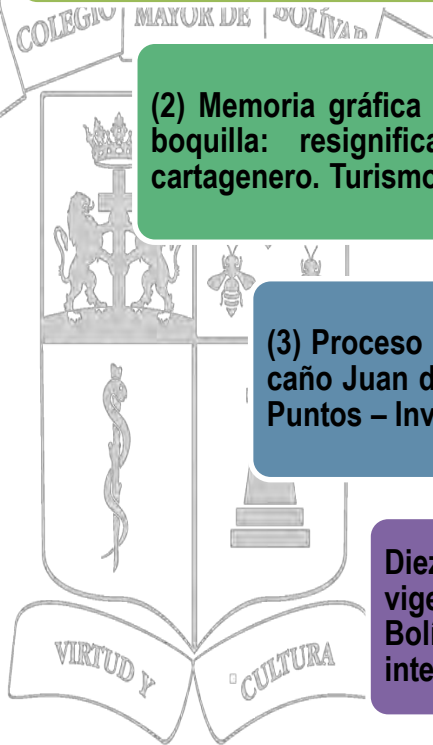 COLEGIO MAYOR DE BOLÍVAR
(2) Memoria gráfica
boquilla: resignifica
cartagenero. Turismo
(3) Proceso
caño Juan d
Puntos – Inv
Diez
vige
Bolí
inte
VIRTUD Y CULTURA